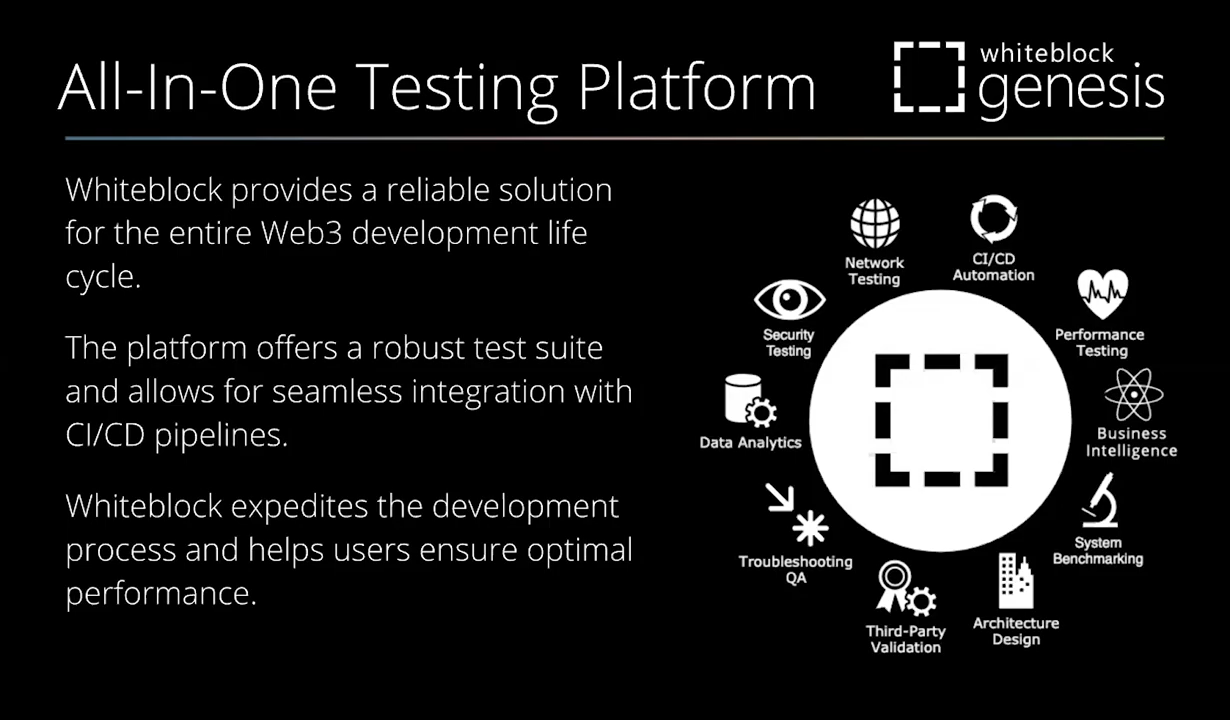 All-In-One Testing Platform
whiteblock
genesis
Whiteblock provides a reliable solution
for the entire Web3 development life
cycle.
The platform offers a robust test suite
and allows for seamless integration with
CI/CD pipelines.
Whiteblock expedites the development
process and helps users ensure optimal
performance.
Network
Testing
CI/CD
Automation
Performance
Testing
Business
Intelligence
System
Benchmarking
Architecture
Design
Third-Party
Validation
Troubleshooting
QA
Data Analytics
Security
Testing